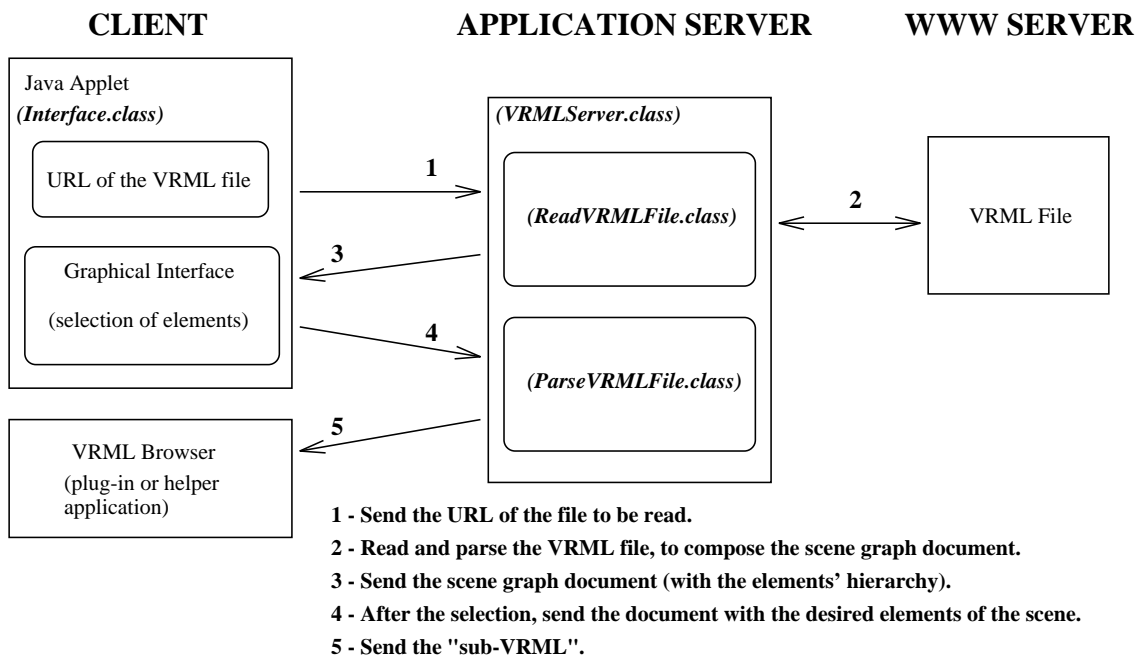 CLIENT
APPLICATION SERVER
WWW SERVER
Java Applet
(Interface.class)
URL of the VRML file
Graphical Interface
(selection of elements)
VRML Browser
(plug-in or helper
application)
1
3
4
5
(VRMLServer.class)
(ReadVRMLFile.class)
(ParseVRMLFile.class)
2
VRML File
1 - Send the URL of the file to be read.
2 - Read and parse the VRML file, to compose the scene graph document.
3 - Send the scene graph document (with the elements' hierarchy).
4 - After the selection, send the document with the desired elements of the scene.
5 - Send the "sub-VRML".